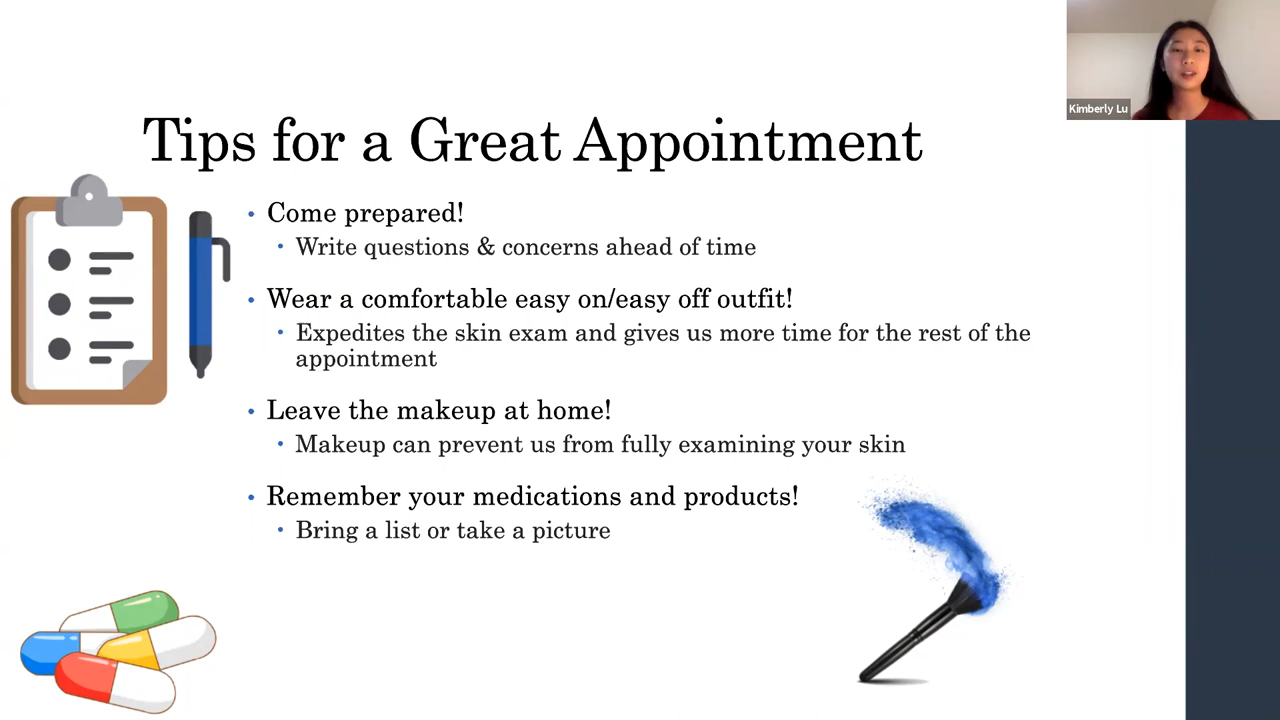 Kimberly Lu
Tips for a Great Appointment
• Come prepared!
• Write questions & concerns ahead of time
• Wear a comfortable easy on/easy off outfit!
• Expedites the skin exam and gives us more time for the rest of the
appointment
• Leave the makeup at home!
• Makeup can prevent us from fully examining your skin
• Remember your medications and products!
• Bring a list or take a picture